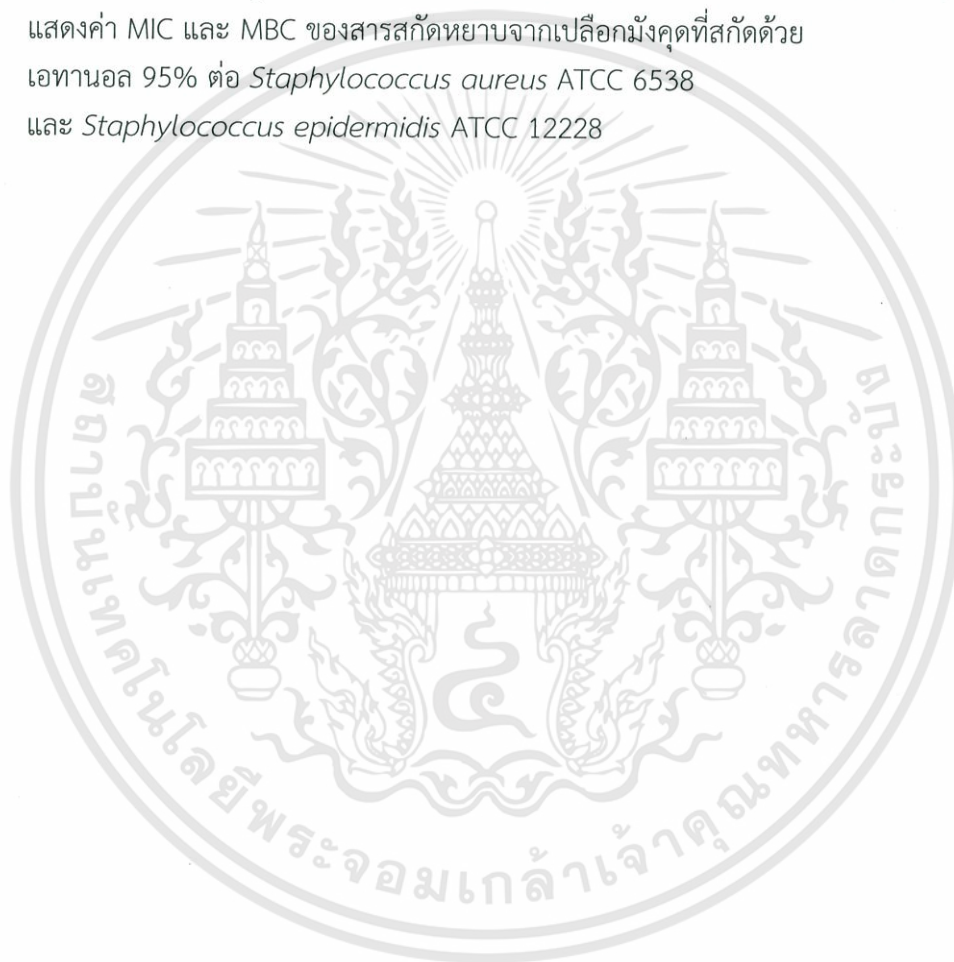 แสดงค่า MIC และ MBC ของสารสกัดหยาบจากเปลือกมังคุดที่สกัดด้วย
เอทานอล 95% ต่อ Staphylococcus aureus ATCC 6538
และ Staphylococcus epidermidis ATCC 12228
สถาบันเทคโนโลยีพระจอมเกล้าเจ้าคุณทหารลาดกระบัง
๔